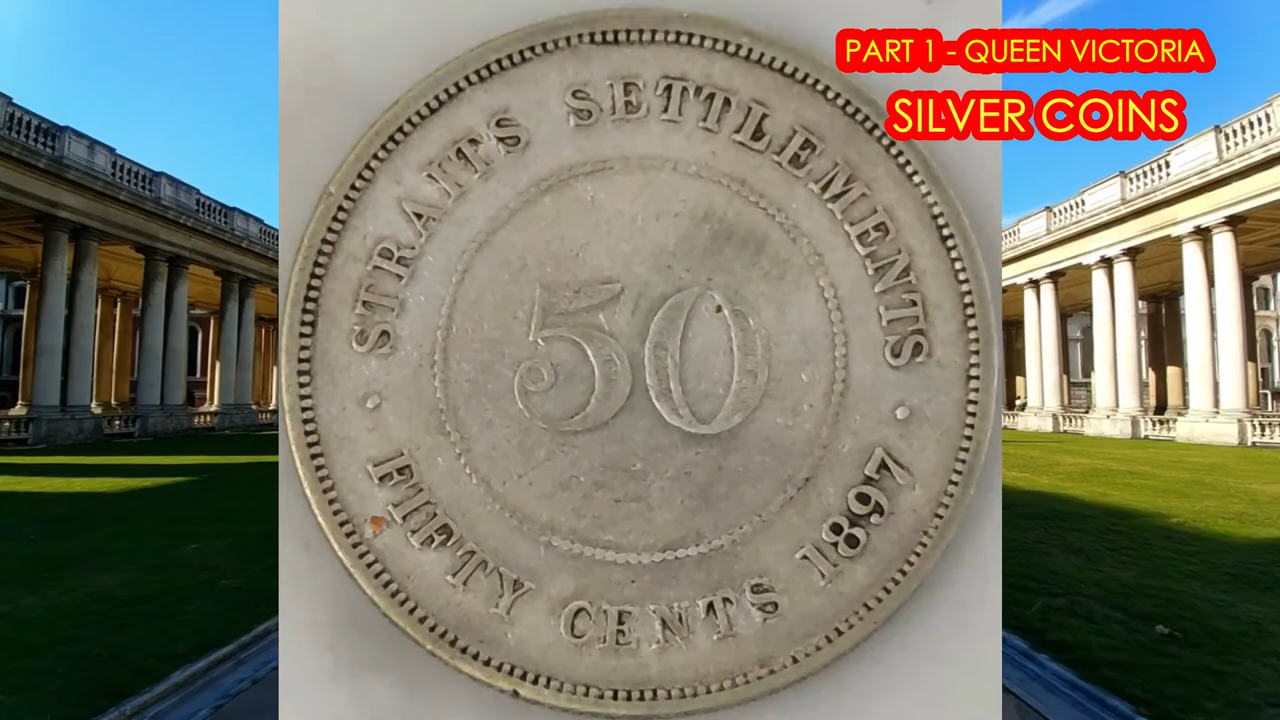 PART 1 - QUEEN VICTORIA
SILVER COINS
STRAITS SETTLEMENTS
50
· FIFTY CENTS 1897 ·